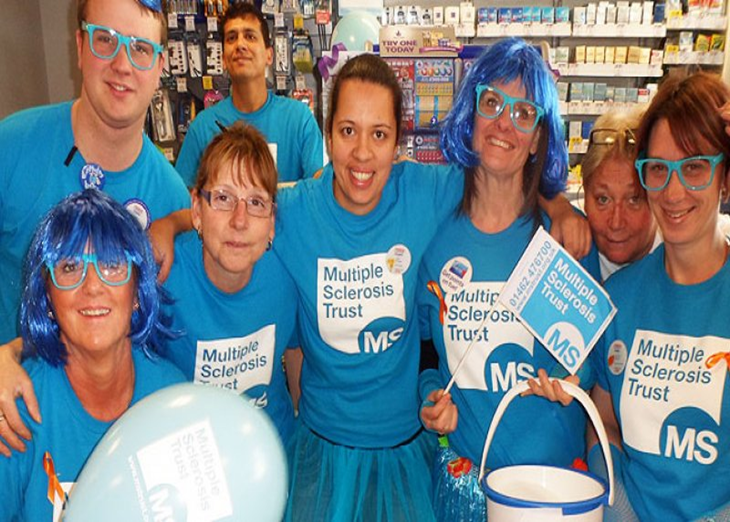 TRY ONE
TODAY
Multiple
Sclerosis
Trust
MS
Multiple
Sclerosis
Trust
Multiple
Sclerosis
Trust
MS
01462 476700
Multiple
Sclerosis
Trust
MS
Multiple
Sclerosis
Trust
MS
Multiple
Sclerosis
Trust
MS